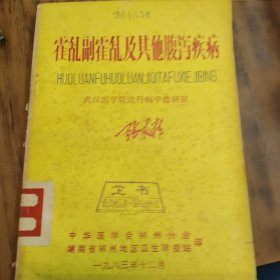 霍乱副霍乱及其他腹泻疾病
HUOLUANFUHUOLUANJIQITAFUXIEJIBING
武汉医学院流行病学教研室
中华医学会郴州分会
湖南省郴州地区卫生防疫站
印
一九八三年十二月